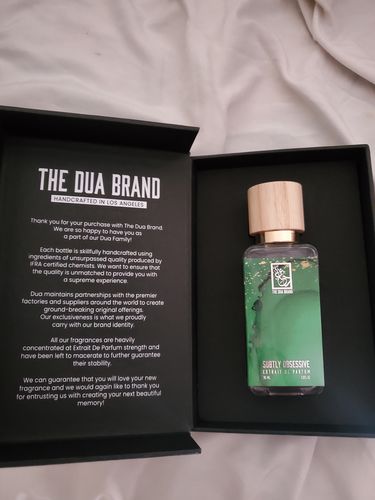 THE DUA BRAND
HANDCRAFTED IN LOS ANGELES
Thank you for your purchase with The Dua Brand.
We are so happy to have you as
a part of our Dua Family!
Each bottle is skillfully handcrafted using
ingredients of unsurpassed quality produced by
IFRA certified chemists. We want to ensure that
the quality is unmatched to provide you with
a supreme experience.
Dua maintains partnerships with the premier
factories and suppliers around the world to create
ground-breaking original offerings.
Our exclusiveness is what we proudly
carry with our brand identity.
All our fragrances are heavily
concentrated at Extrait De Parfum strength and
have been left to macerate to further guarantee
their stability.
We can guarantee that you will love your new
fragrance and we would again like to thank you
for entrusting us with creating your next beautiful
memory!
THE DUA BRAND
SUBTLY OBSESSIVE
EXTRAIT DE PARFUM